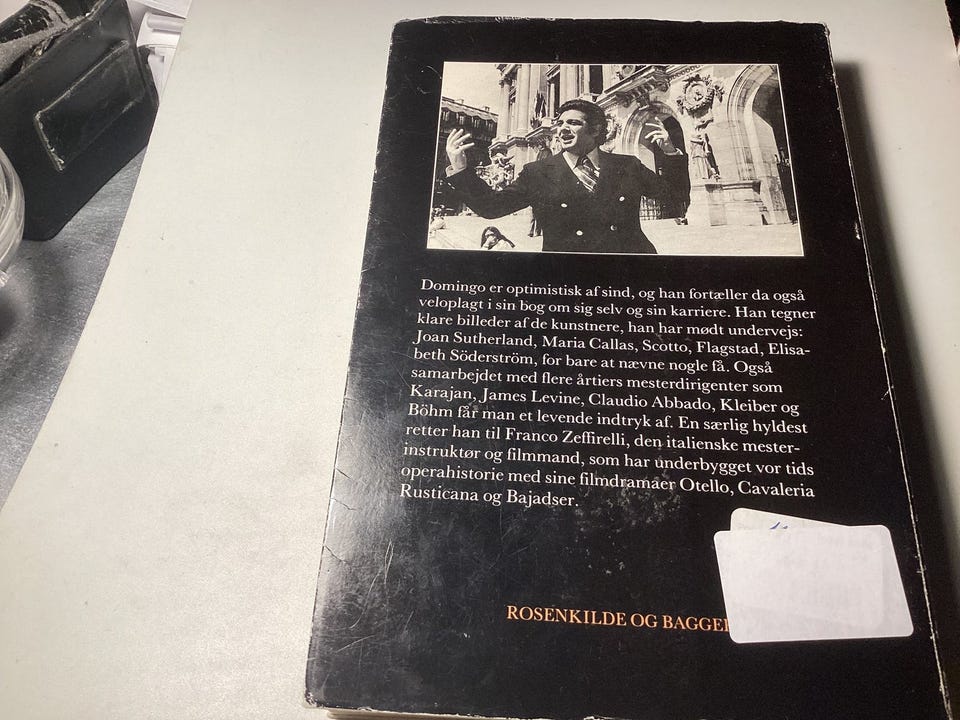 Domingo er optimistisk af sind, og han fortæller da også
veloplagt i sin bog om sig selv og sin karriere. Han tegner
klare billeder af de kunstnere, han har mødt undervejs:
Joan Sutherland, Maria Callas, Scotto, Flagstad, Elisa-
beth Söderström, for bare at nævne nogle få. Også
samarbejdet med flere årtiers mesterdirigenter som
Karajan, James Levine, Claudio Abbado, Kleiber og
Böhm får man et levende indtryk af. En særlig hyldest
retter han til Franco Zeffirelli, den italienske mester-
instruktør og filmmand, som har underbygget vor tids
operahistorie med sine filmdramaer Otello, Cavaleria
Rusticana og Bajadser.
ROSENKILDE OG